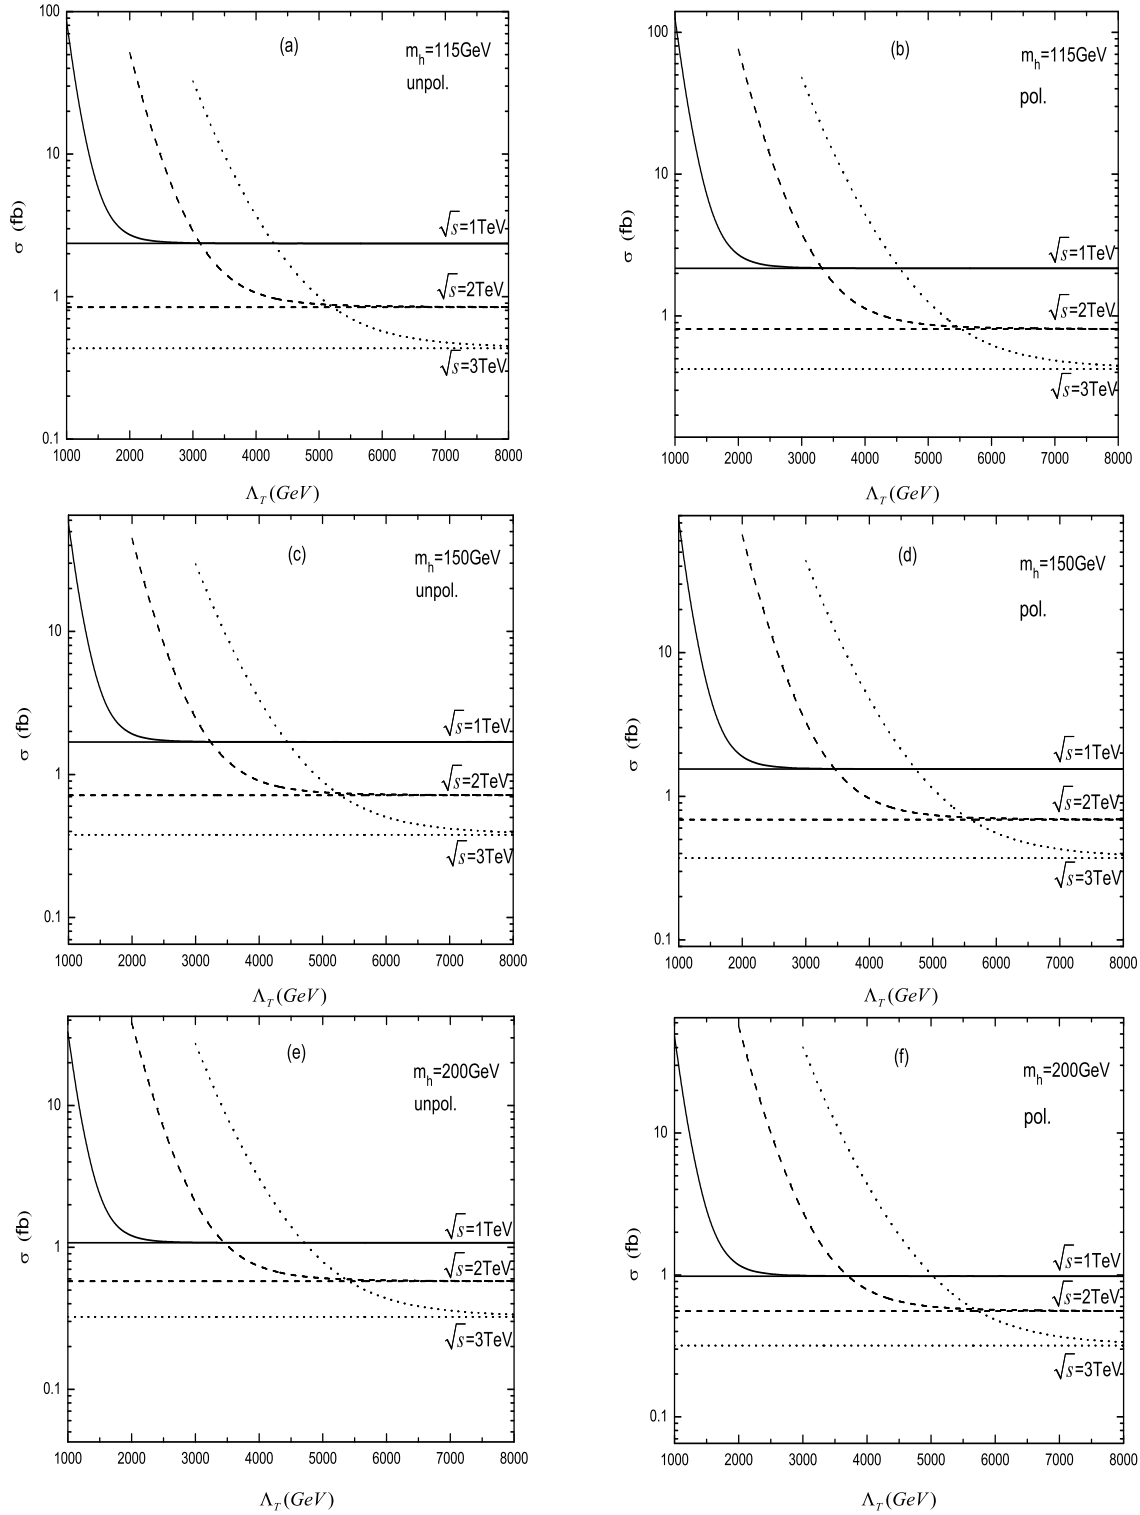 (a)
m_h=115GeV
unpol.
100
10
1
0.1
σ (fb)
√s=1TeV
√s=2TeV
√s=3TeV
1000 2000 3000 4000 5000 6000 7000 8000
Λ_T (GeV)
(b)
m_h=115GeV
pol.
100
10
1
σ (fb)
√s=1TeV
√s=2TeV
√s=3TeV
1000 2000 3000 4000 5000 6000 7000 8000
Λ_T (GeV)
(c)
m_h=150GeV
unpol.
10
1
0.1
σ (fb)
√s=1TeV
√s=2TeV
√s=3TeV
1000 2000 3000 4000 5000 6000 7000 8000
Λ_T (GeV)
(d)
m_h=150GeV
pol.
10
1
0.1
σ (fb)
√s=1TeV
√s=2TeV
√s=3TeV
1000 2000 3000 4000 5000 6000 7000 8000
Λ_T (GeV)
(e)
m_h=200GeV
unpol.
10
1
0.1
σ (fb)
√s=1TeV
√s=2TeV
√s=3TeV
1000 2000 3000 4000 5000 6000 7000 8000
Λ_T (GeV)
(f)
m_h=200GeV
pol.
10
1
0.1
σ (fb)
√s=1TeV
√s=2TeV
√s=3TeV
1000 2000 3000 4000 5000 6000 7000 8000
Λ_T (GeV)